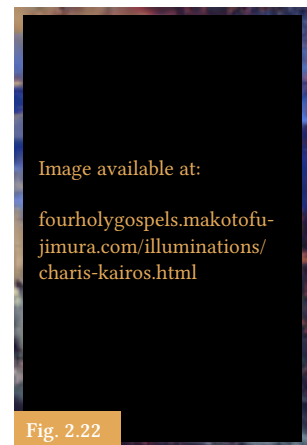 Image available at:
fourholygospels.makotofu-
jimura.com/illuminations/
charis-kairos.html
Fig. 2.22